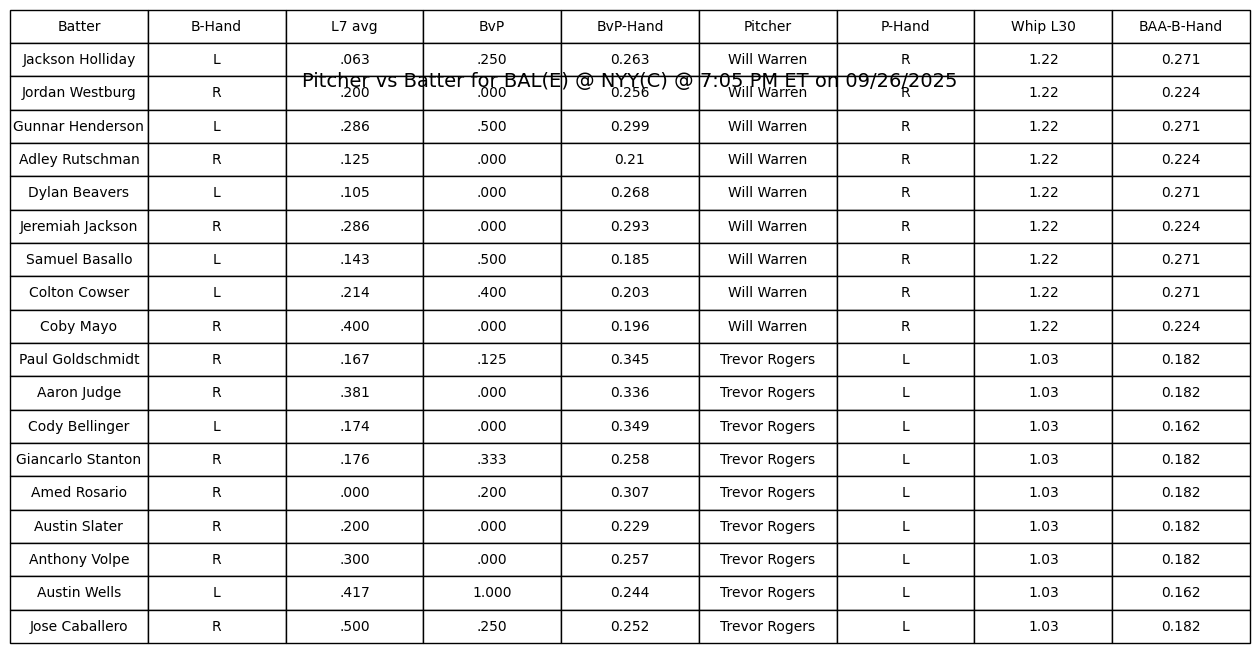 Batter B-Hand L7 avg BvP BvP-Hand Pitcher P-Hand Whip L30 BAA-B-Hand
Jackson Holliday L .063 .250 0.263 Will Warren R 1.22 0.271
Pitcher vs Batter for BAL(E) @ NYY(C) @ 7:05 PM ET on 09/26/2025
Jordan Westburg R .200 .000 0.256 Will Warren R 1.22 0.224
Gunnar Henderson L .286 .500 0.299 Will Warren R 1.22 0.271
Adley Rutschman R .125 .000 0.21 Will Warren R 1.22 0.224
Dylan Beavers L .105 .000 0.268 Will Warren R 1.22 0.271
Jeremiah Jackson R .286 .000 0.293 Will Warren R 1.22 0.224
Samuel Basallo L .143 .500 0.185 Will Warren R 1.22 0.271
Colton Cowser L .214 .400 0.203 Will Warren R 1.22 0.271
Coby Mayo R .400 .000 0.196 Will Warren R 1.22 0.224
Paul Goldschmidt R .167 .125 0.345 Trevor Rogers L 1.03 0.182
Aaron Judge R .381 .000 0.336 Trevor Rogers L 1.03 0.182
Cody Bellinger L .174 .000 0.349 Trevor Rogers L 1.03 0.162
Giancarlo Stanton R .176 .333 0.258 Trevor Rogers L 1.03 0.182
Amed Rosario R .000 .200 0.307 Trevor Rogers L 1.03 0.182
Austin Slater R .200 .000 0.229 Trevor Rogers L 1.03 0.182
Anthony Volpe R .300 .000 0.257 Trevor Rogers L 1.03 0.182
Austin Wells L .417 1.000 0.244 Trevor Rogers L 1.03 0.162
Jose Caballero R .500 .250 0.252 Trevor Rogers L 1.03 0.182